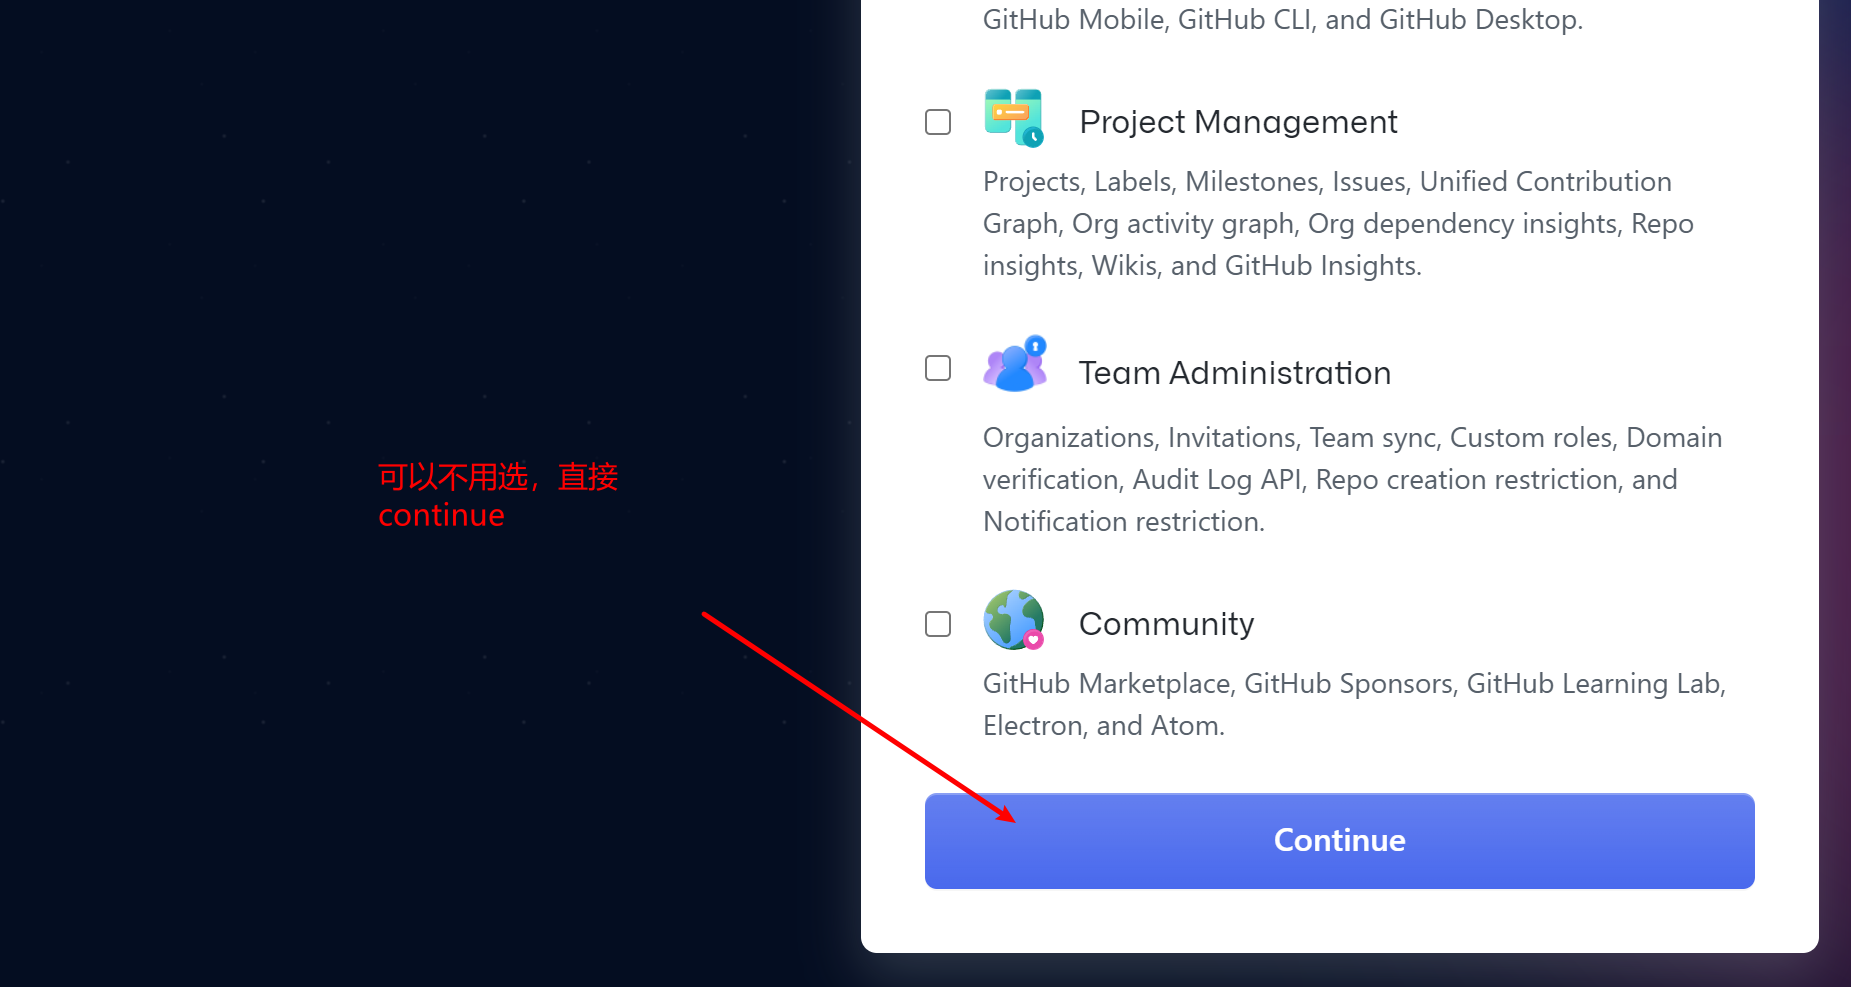 GitHub Mobile, GitHub CLI, and GitHub Desktop.
Project Management
Projects, Labels, Milestones, Issues, Unified Contribution
Graph, Org activity graph, Org dependency insights, Repo
insights, Wikis, and GitHub Insights.
Team Administration
Organizations, Invitations, Team sync, Custom roles, Domain
verification, Audit Log API, Repo creation restriction, and
Notification restriction.
可以不用选，直接
continue
Community
GitHub Marketplace, GitHub Sponsors, GitHub Learning Lab,
Electron, and Atom.
Continue